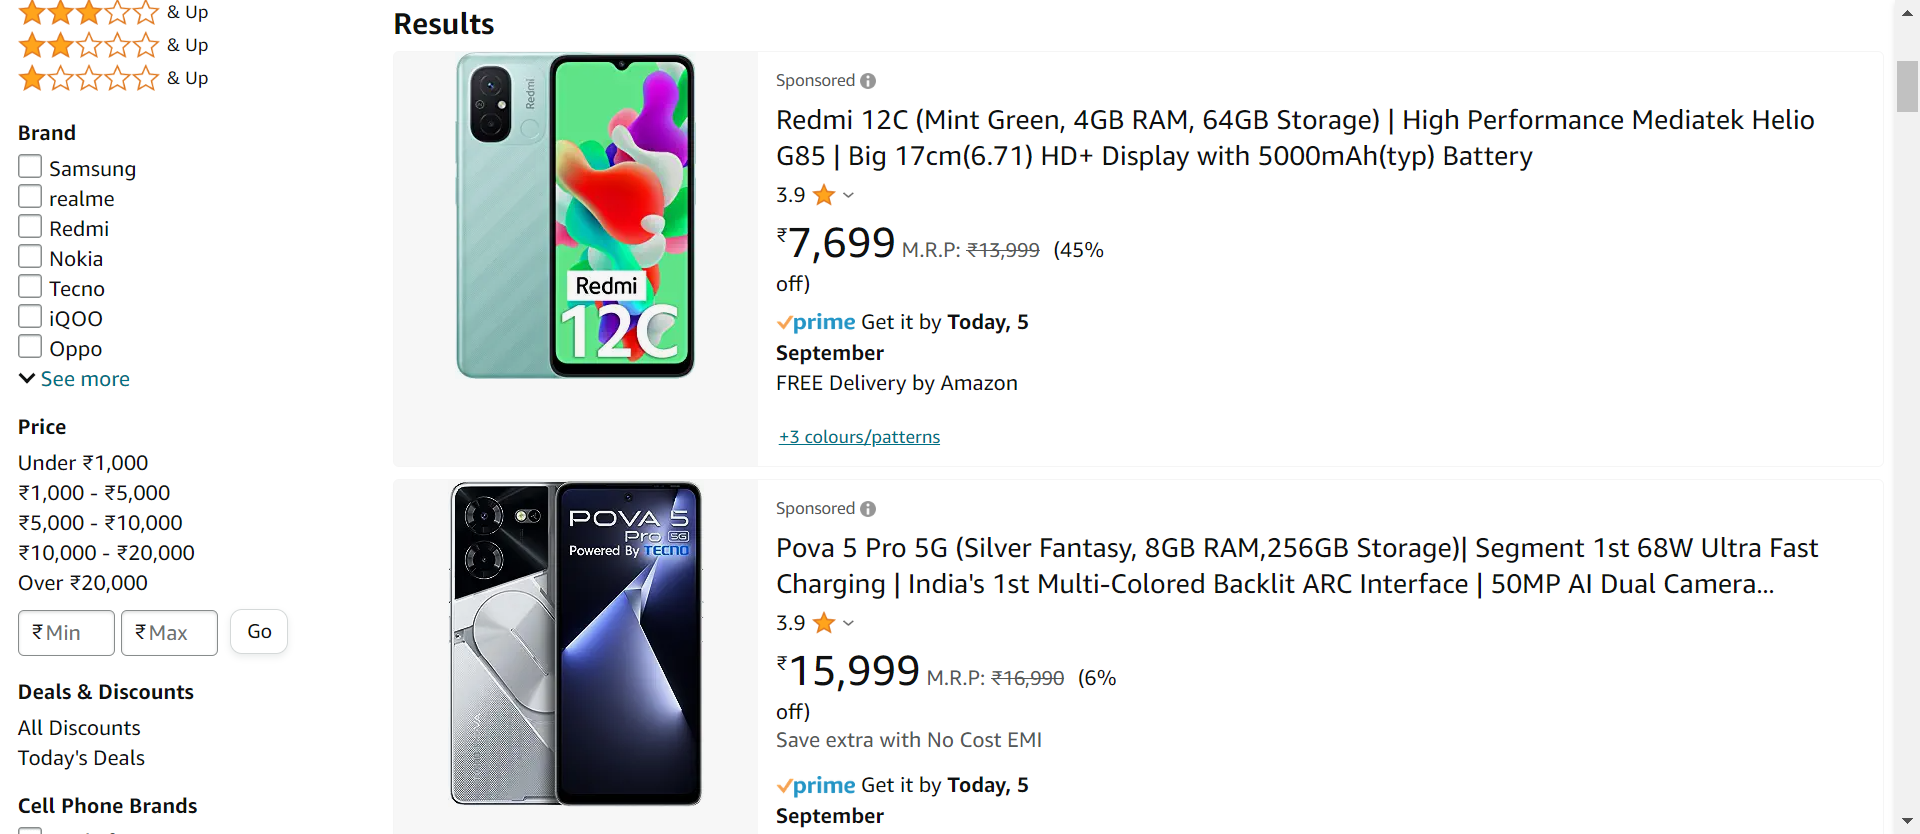 & Up
& Up
& Up
Brand
Samsung
realme
Redmi
Nokia
Tecno
iQOO
Oppo
See more
Price
Under ₹1,000
₹1,000 - ₹5,000
₹5,000 - ₹10,000
₹10,000 - ₹20,000
Over ₹20,000
₹ Min ₹ Max Go
Deals & Discounts
All Discounts
Today's Deals
Cell Phone Brands
Results
Redmi
Redmi
12C
Sponsored
Redmi 12C (Mint Green, 4GB RAM, 64GB Storage) | High Performance Mediatek Helio
G85 | Big 17cm(6.71) HD+ Display with 5000mAh(typ) Battery
3.9
₹7,699 M.R.P: ₹13,999 (45%
off)
prime Get it by Today, 5
September
FREE Delivery by Amazon
+3 colours/patterns
POVA 5
Pro 5G
Powered By TECNO
Sponsored
Pova 5 Pro 5G (Silver Fantasy, 8GB RAM,256GB Storage)| Segment 1st 68W Ultra Fast
Charging | India's 1st Multi-Colored Backlit ARC Interface | 50MP AI Dual Camera...
3.9
₹15,999 M.R.P: ₹16,990 (6%
off)
Save extra with No Cost EMI
prime Get it by Today, 5
September